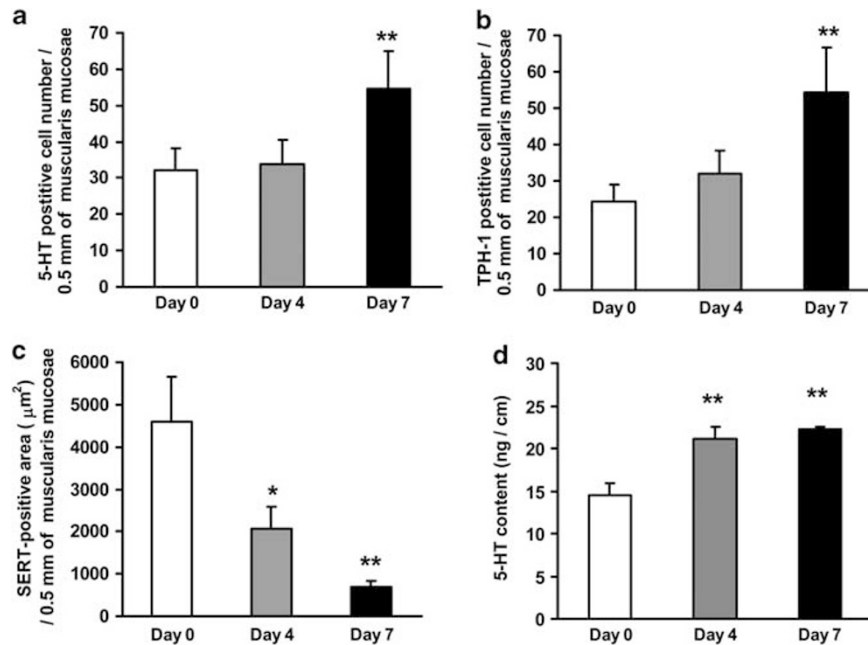 a
5-HT postitive cell number /
0.5 mm of muscularis mucosae
70
60
50
40
30
20
10
0
**
Day 0 Day 4 Day 7
b
TPH-1 postitive cell number /
0.5 mm of muscularis mucosae
70
60
50
40
30
20
10
0
**
Day 0 Day 4 Day 7
c
SERT-positive area ( μm²)
/ 0.5 mm of muscularis mucosae
6000
5000
4000
3000
2000
1000
0
*
**
Day 0 Day 4 Day 7
d
5-HT content (ng / cm)
30
25
20
15
10
5
0
** **
Day 0 Day 4 Day 7